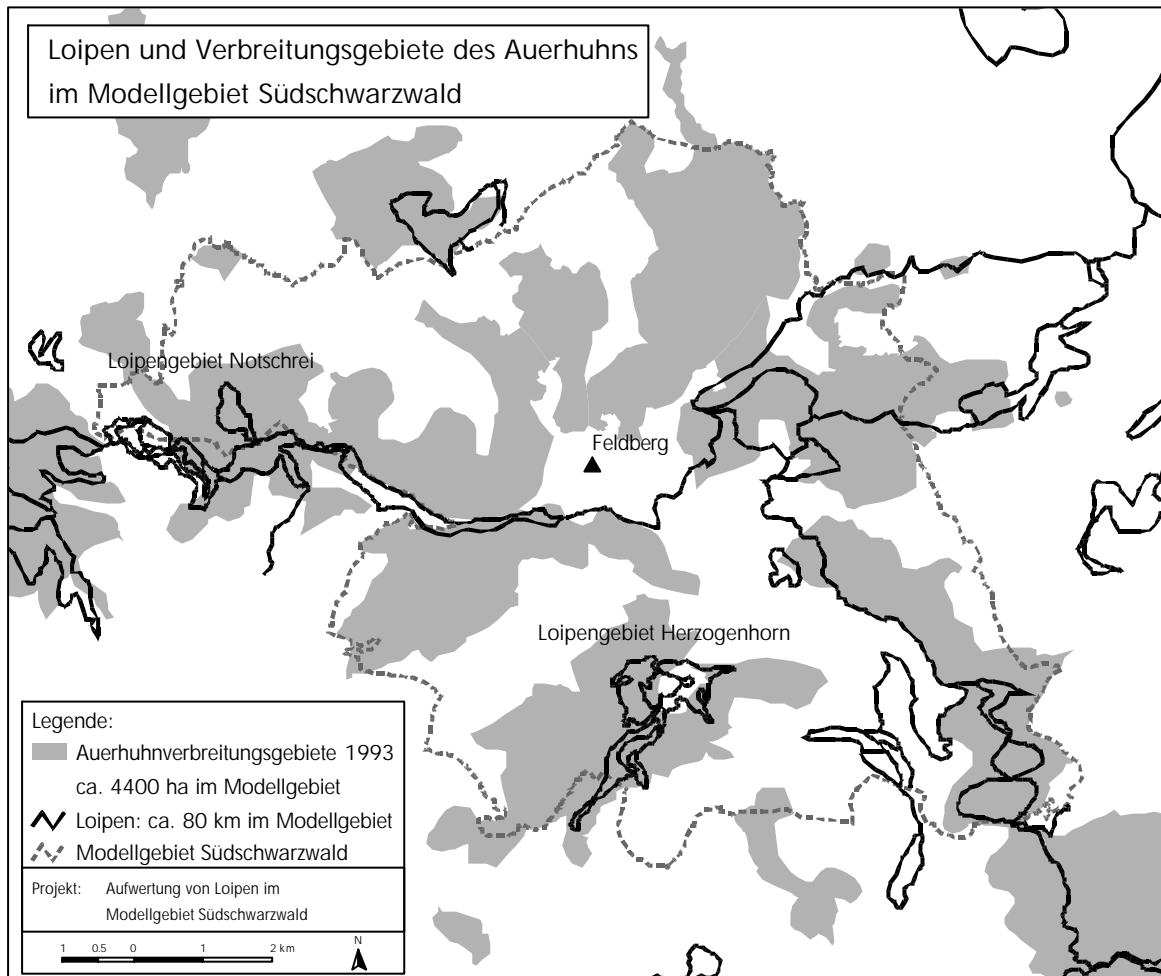 Loipen und Verbreitungsgebiete des Auerhuhns
im Modellgebiet Südschwarzwald
Loipengebiet Notschrei
Feldberg
Loipengebiet Herzogenhorn
Legende:
Auerhuhnverbreitungsgebiete 1993
ca. 4400 ha im Modellgebiet
Loipen: ca. 80 km im Modellgebiet
Modellgebiet Südschwarzwald
Projekt: Aufwertung von Loipen im
Modellgebiet Südschwarzwald
1 0.5 0 1 2 km
N